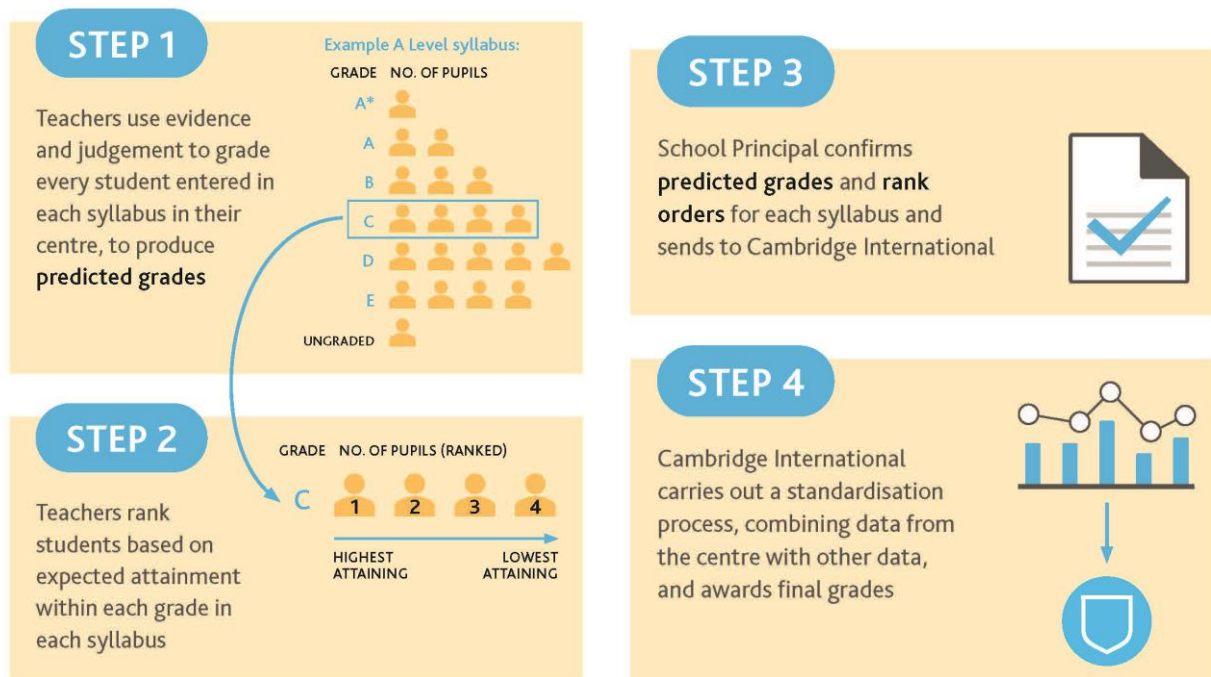 STEP 1
Teachers use evidence
and judgement to grade
every student entered in
each syllabus in their
centre, to produce
predicted grades
Example A Level syllabus:
GRADE NO. OF PUPILS
A*
A
B
C
D
E
UNGRADED
STEP 2
Teachers rank
students based on
expected attainment
within each grade in
each syllabus
GRADE NO. OF PUPILS (RANKED)
C 1 2 3 4
HIGHEST LOWEST
ATTAINING ATTAINING
STEP 3
School Principal confirms
predicted grades and rank
orders for each syllabus and
sends to Cambridge International
STEP 4
Cambridge International
carries out a standardisation
process, combining data from
the centre with other data,
and awards final grades